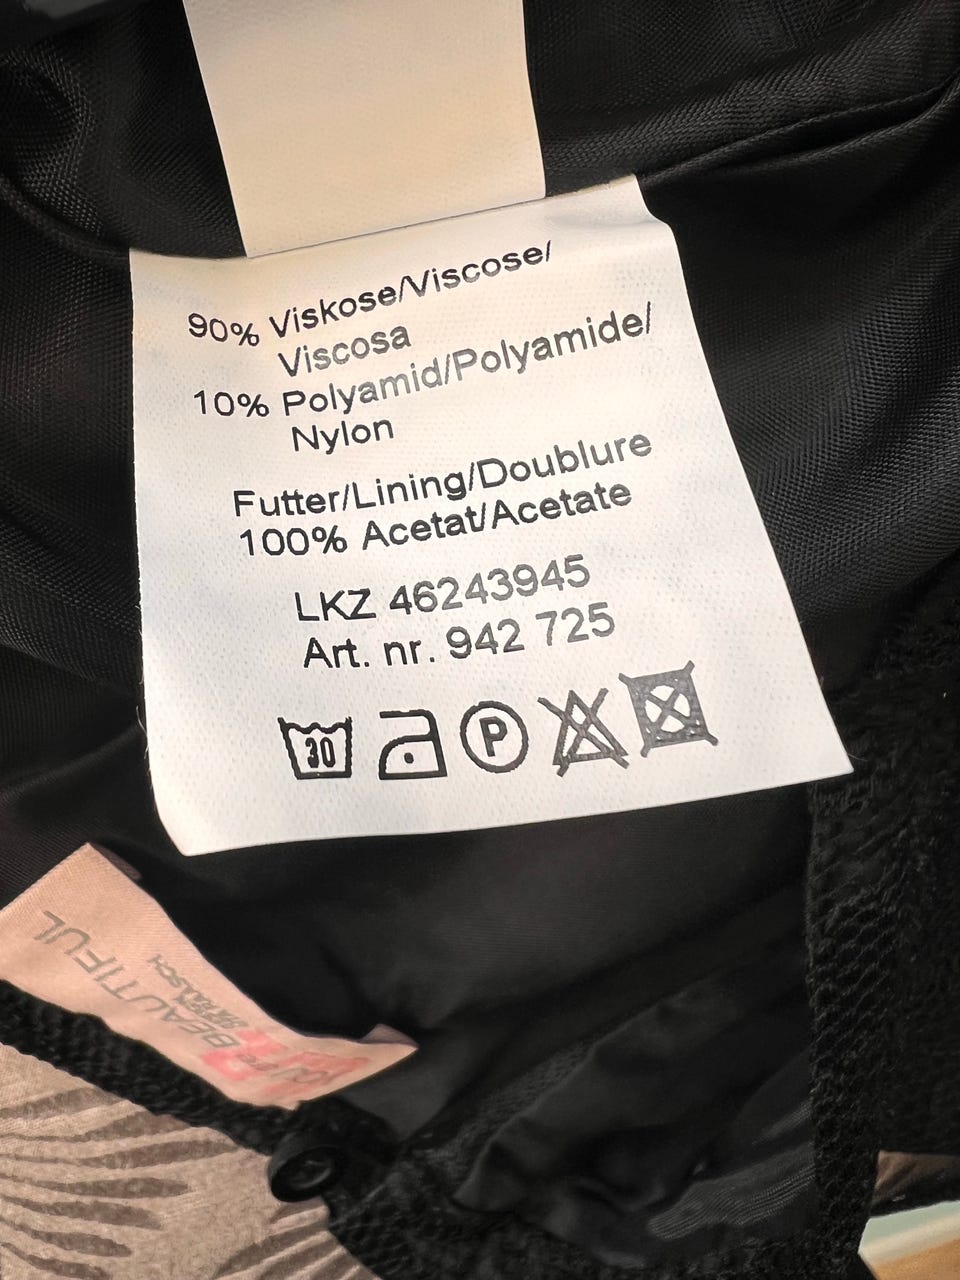 90% Viskose/Viscose/
Viscosa
10% Polyamid/Polyamide/
Nylon
Futter/Lining/Doublure
100% Acetat/Acetate
LKZ 46243945
Art. nr. 942 725
30
P
BEAUTIFUL